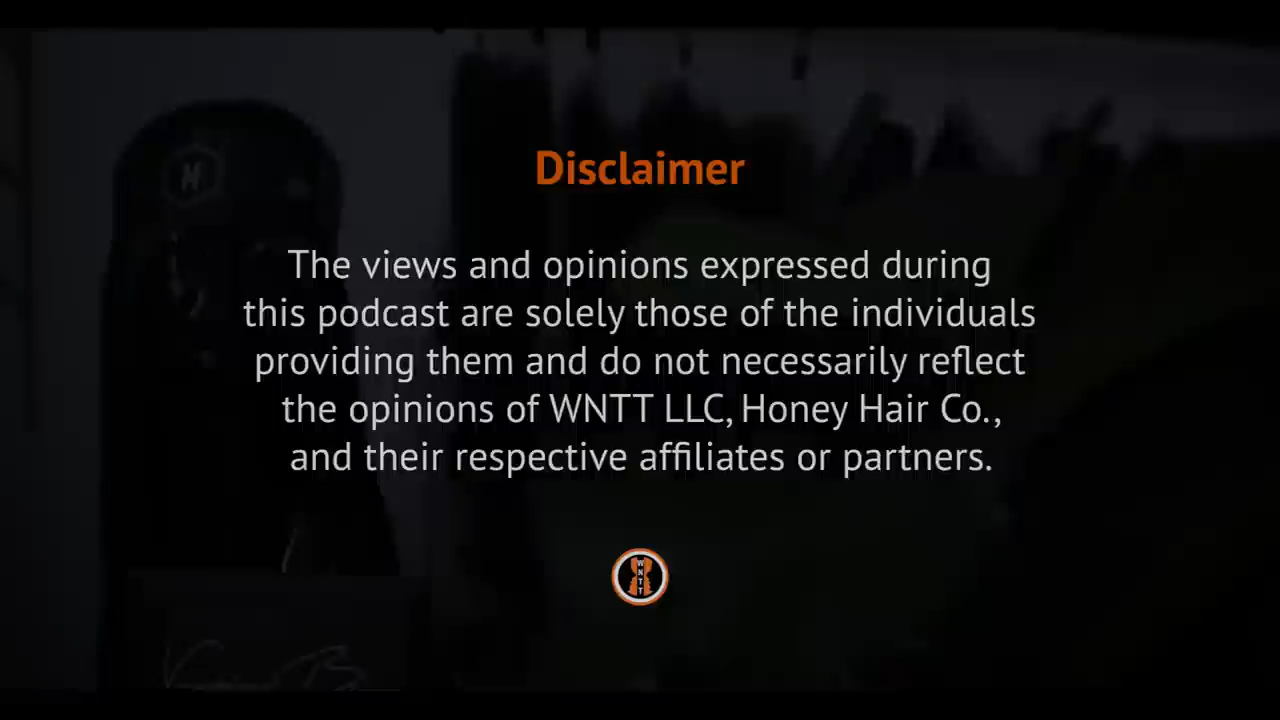 Disclaimer
The views and opinions expressed during
this podcast are solely those of the individuals
providing them and do not necessarily reflect
the opinions of WNTT LLC, Honey Hair Co.,
and their respective affiliates or partners.
WNTT